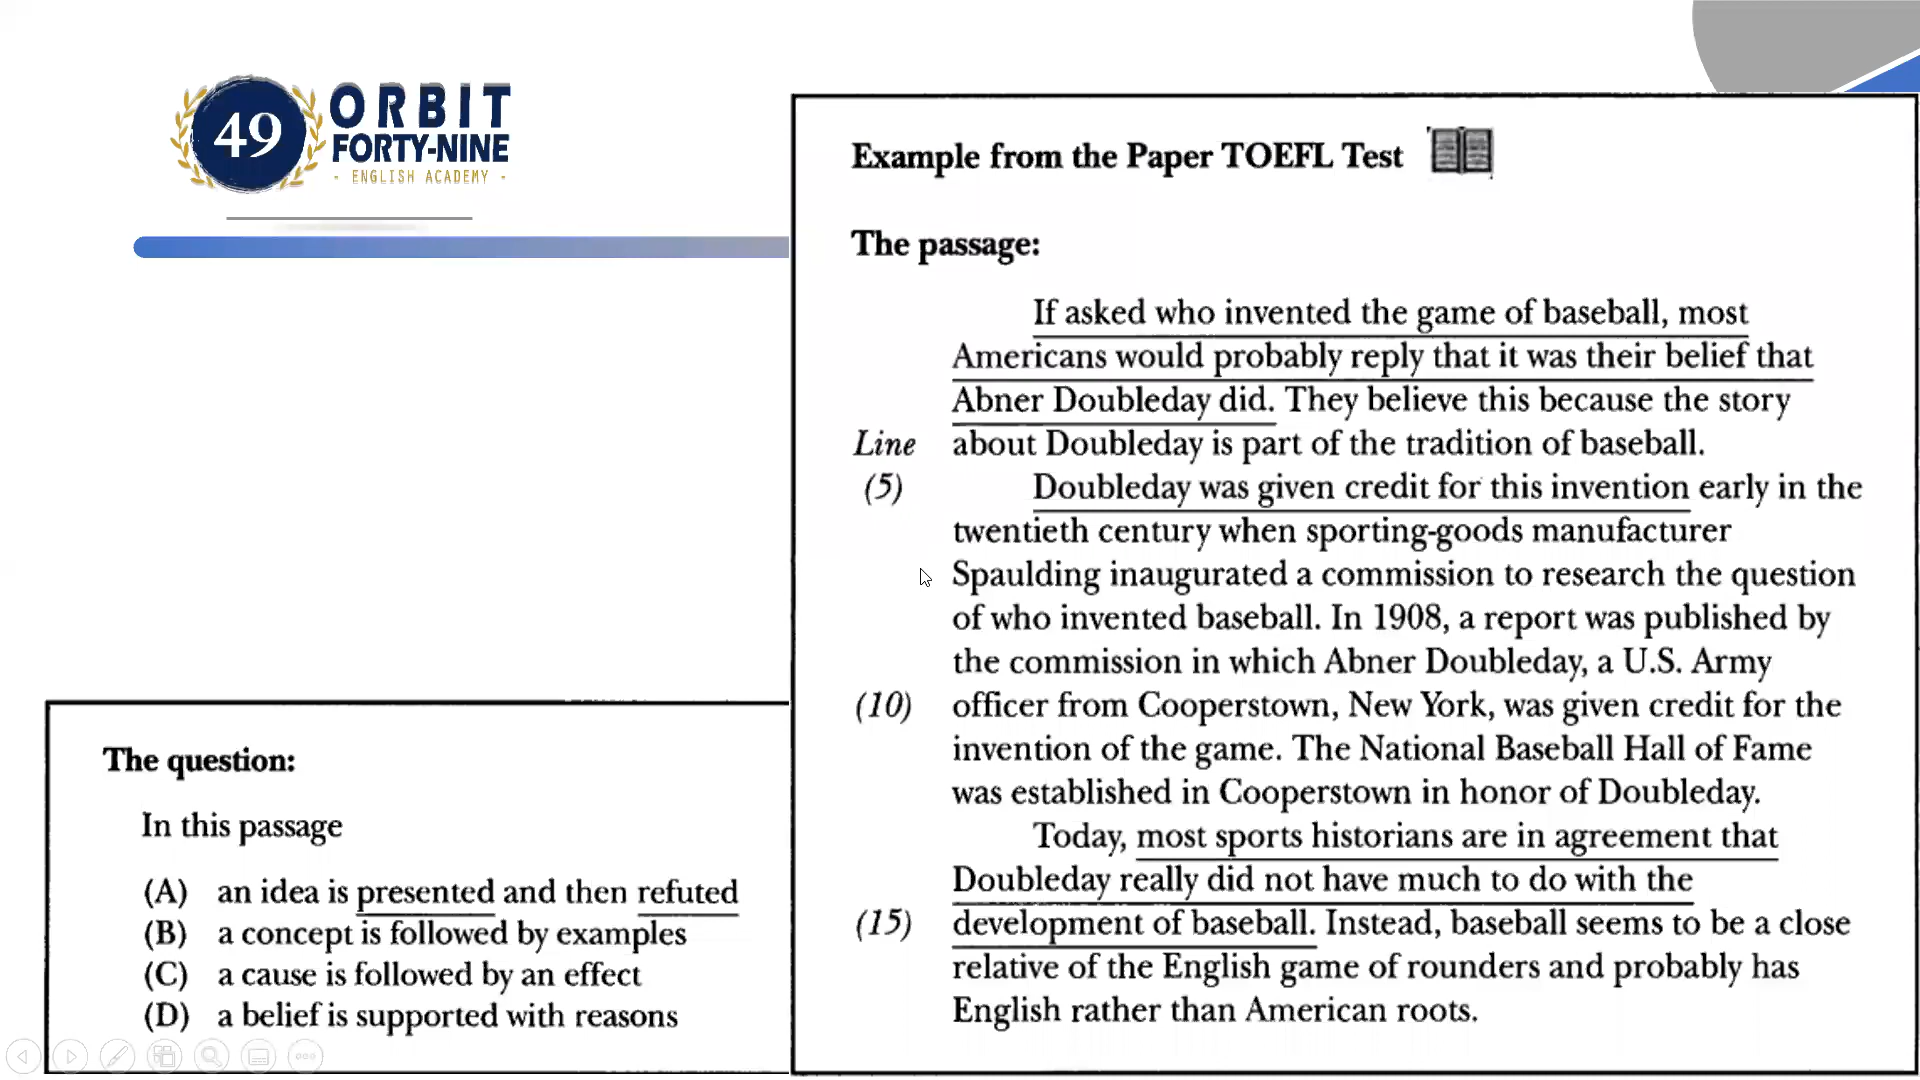 49
ORBIT
FORTY-NINE
- ENGLISH ACADEMY -
Example from the Paper TOEFL Test
The passage:
If asked who invented the game of baseball, most
Americans would probably reply that it was their belief that
Abner Doubleday did. They believe this because the story
Line about Doubleday is part of the tradition of baseball.
(5) Doubleday was given credit for this invention early in the
twentieth century when sporting-goods manufacturer
Spaulding inaugurated a commission to research the question
of who invented baseball. In 1908, a report was published by
the commission in which Abner Doubleday, a U.S. Army
(10) officer from Cooperstown, New York, was given credit for the
invention of the game. The National Baseball Hall of Fame
was established in Cooperstown in honor of Doubleday.
Today, most sports historians are in agreement that
Doubleday really did not have much to do with the
(15) development of baseball. Instead, baseball seems to be a close
relative of the English game of rounders and probably has
English rather than American roots.
The question:
In this passage
(A) an idea is presented and then refuted
(B) a concept is followed by examples
(C) a cause is followed by an effect
(D) a belief is supported with reasons